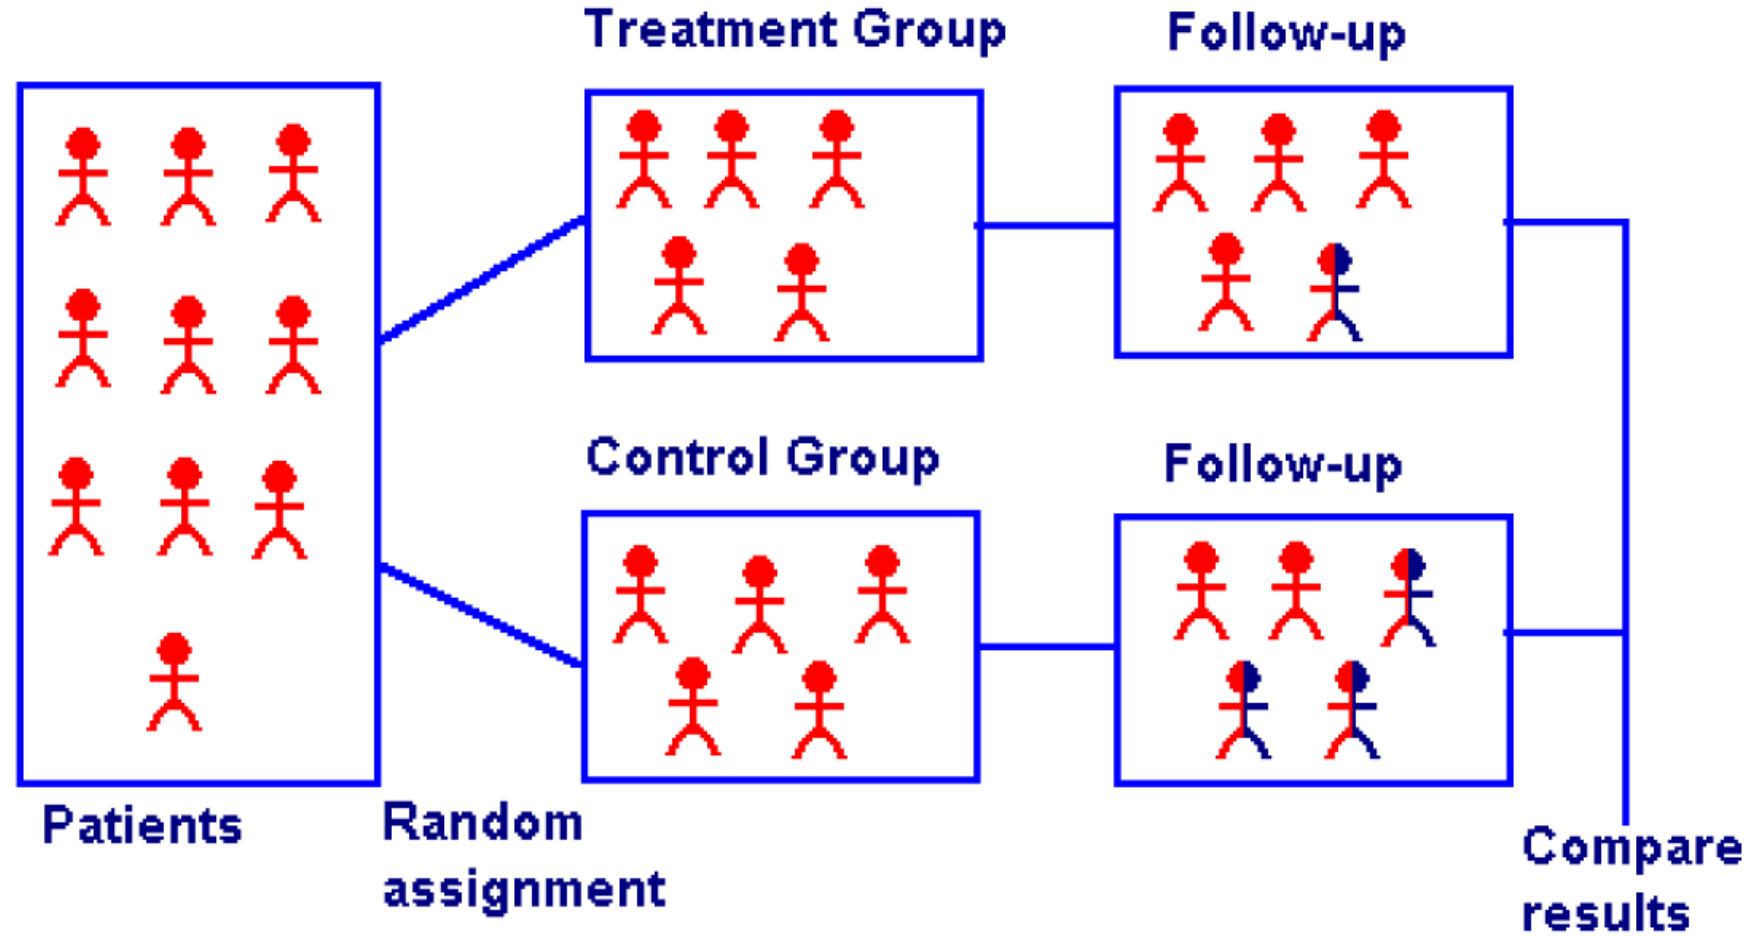 Treatment Group
Follow-up
Control Group
Follow-up
Patients
Random
assignment
Compare
results